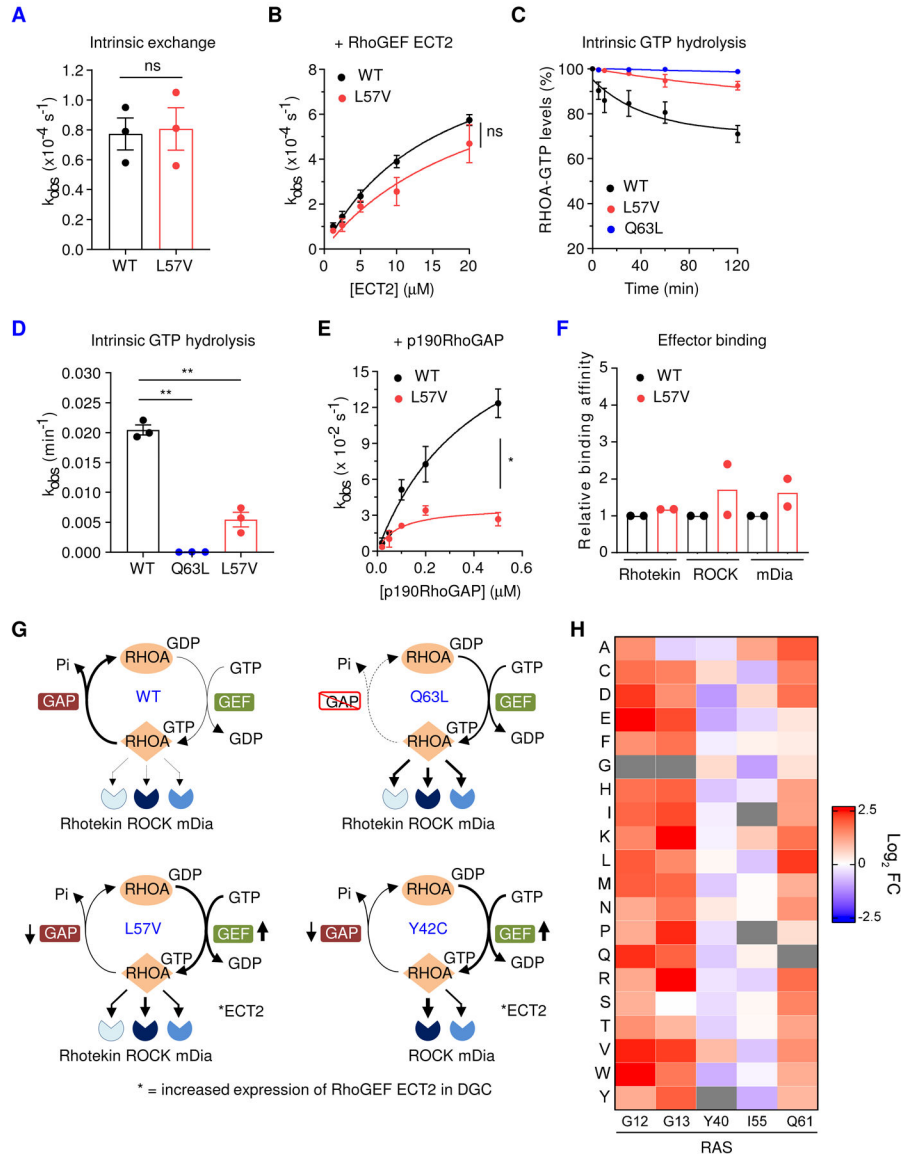 A
Intrinsic exchange
ns
k_obs (x10⁻⁴ s⁻¹)
1.2
1.0
0.8
0.6
0.4
0.2
0.0
WT
L57V
B
+ RhoGEF ECT2
WT
L57V
ns
k_obs (x10⁻⁴ s⁻¹)
8
6
4
2
0
0 5 10 15 20
[ECT2] (μM)
C
Intrinsic GTP hydrolysis
RHOA-GTP levels (%)
100
80
60
40
20
WT
L57V
Q63L
0 40 80 120
Time (min)
D
Intrinsic GTP hydrolysis
**
**
k_obs (min⁻¹)
0.030
0.025
0.020
0.015
0.010
0.005
0.000
WT Q63L L57V
E
+ p190RhoGAP
WT
L57V
*
k_obs (x 10⁻² s⁻¹)
15
12
9
6
3
0
0.0 0.2 0.4 0.6
[p190RhoGAP] (μM)
F
Effector binding
WT
L57V
Relative binding affinity
5
4
3
2
1
0
Rhotekin ROCK mDia
G
Pi
RHOA
GDP
GTP
GAP
WT
GEF
GTP
RHOA
GDP
Rhotekin ROCK mDia
Pi
RHOA
GDP
GTP
GAP
Q63L
GEF
GTP
RHOA
GDP
Rhotekin ROCK mDia
Pi
RHOA
GDP
GTP
GAP
L57V
GEF
GTP
RHOA
GDP
*ECT2
Rhotekin ROCK mDia
Pi
RHOA
GDP
GTP
GAP
Y42C
GEF
GTP
RHOA
GDP
*ECT2
ROCK mDia
* = increased expression of RhoGEF ECT2 in DGC
H
A
C
D
E
F
G
H
I
K
L
M
N
P
Q
R
S
T
V
W
Y
G12 G13 Y40 I55 Q61
RAS
2.5
0
-2.5
Log₂ FC